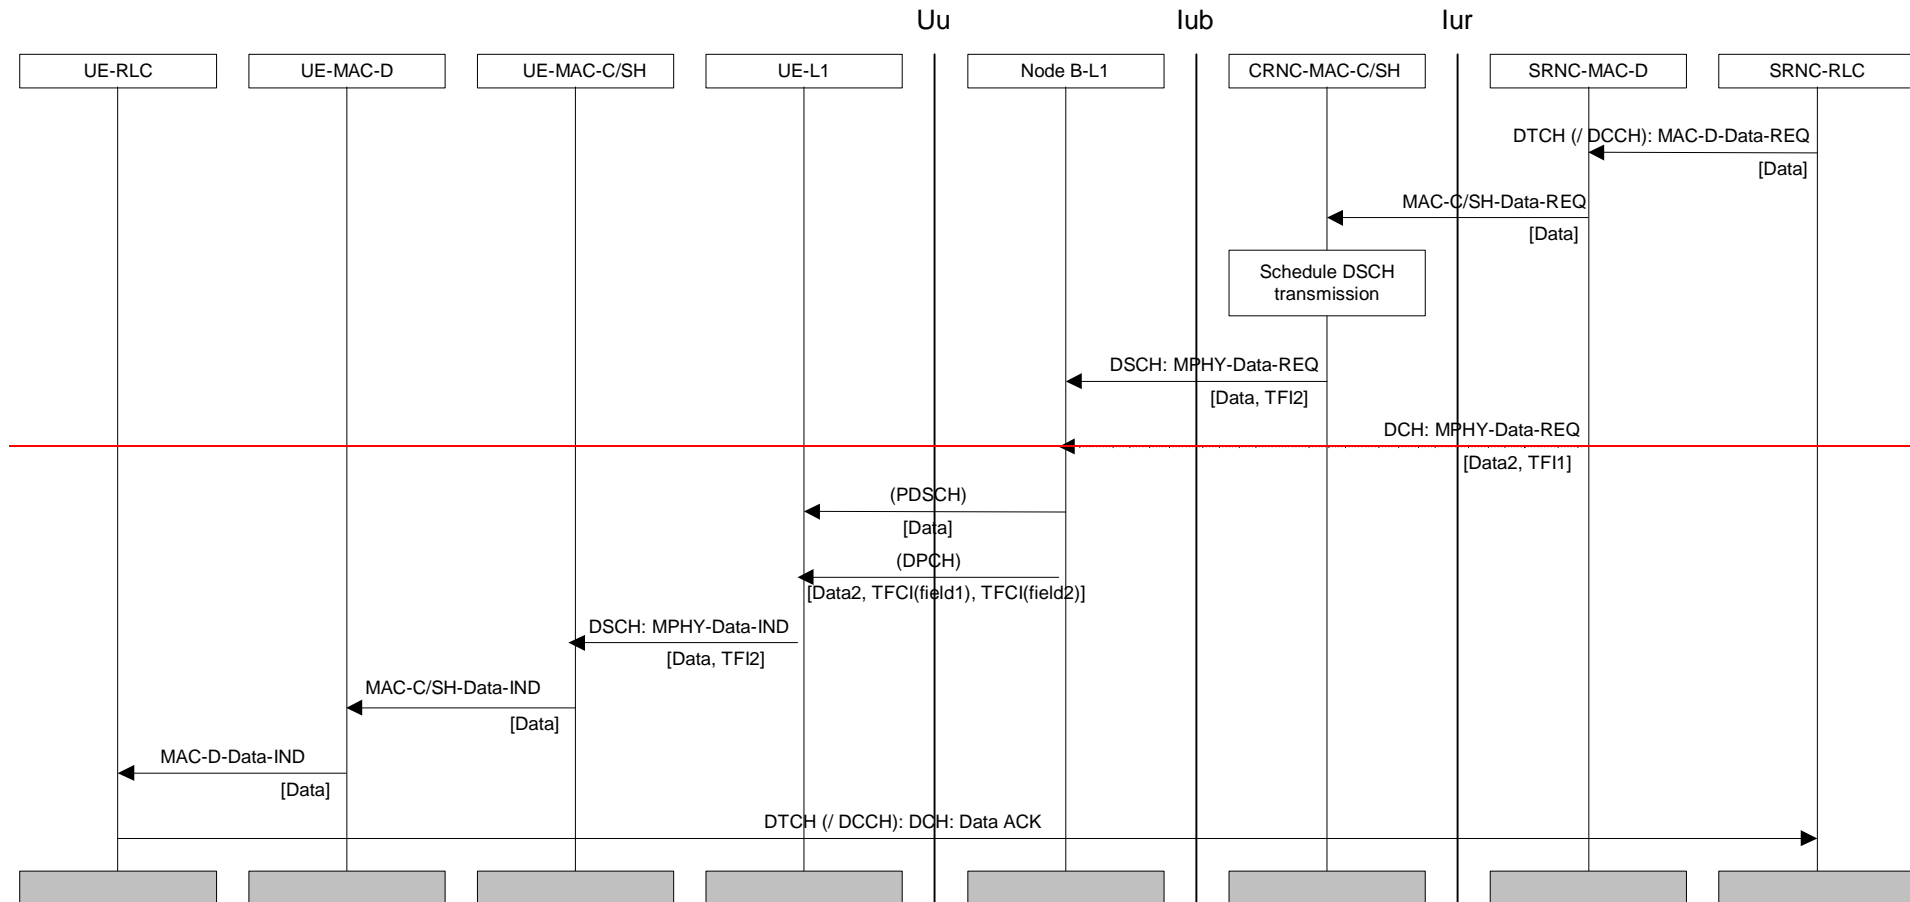 Uu
Iub
Iur
UE-RLC
UE-MAC-D
UE-MAC-C/SH
UE-L1
Node B-L1
CRNC-MAC-C/SH
SRNC-MAC-D
SRNC-RLC
DTCH (/ DCCH): MAC-D-Data-REQ
[Data]
MAC-C/SH-Data-REQ
[Data]
Schedule DSCH
transmission
DSCH: MPHY-Data-REQ
[Data, TFI2]
DCH: MPHY-Data-REQ
[Data2, TFI1]
(PDSCH)
[Data]
(DPCH)
[Data2, TFCI(field1), TFCI(field2)]
DSCH: MPHY-Data-IND
[Data, TFI2]
MAC-C/SH-Data-IND
[Data]
MAC-D-Data-IND
[Data]
DTCH (/ DCCH): DCH: Data ACK